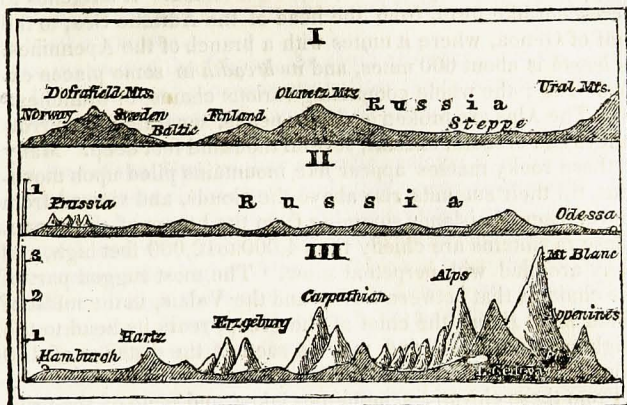 I
Dofrafield Mts.
Olonetz Mts.
Ural Mts.
Norway
Sweden
Finland
Russia
Baltic
Steppe
II
1
Prussia
Russia
Odessa
III
3
Mt Blanc
Alps
2
Carpathian
Appenines
Erzgeburg
Hartz
1
Hamburgh